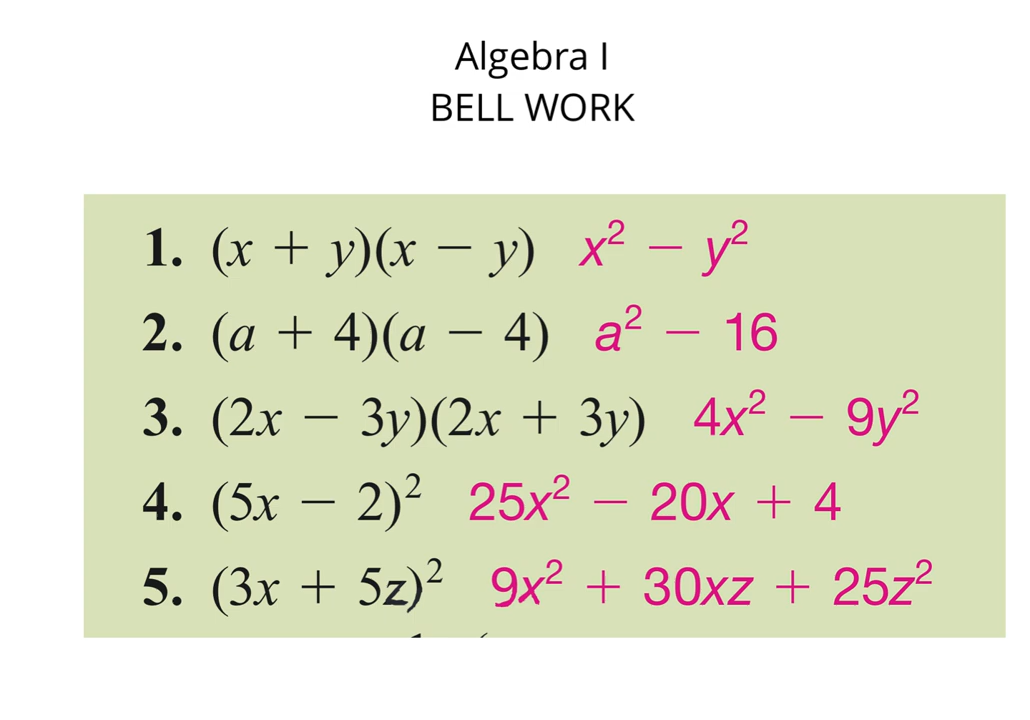 Algebra I
BELL WORK
1. (x + y)(x − y) x² − y²
2. (a + 4)(a − 4) a² − 16
3. (2x − 3y)(2x + 3y) 4x² − 9y²
4. (5x − 2)² 25x² − 20x + 4
5. (3x + 5z)² 9x² + 30xz + 25z²